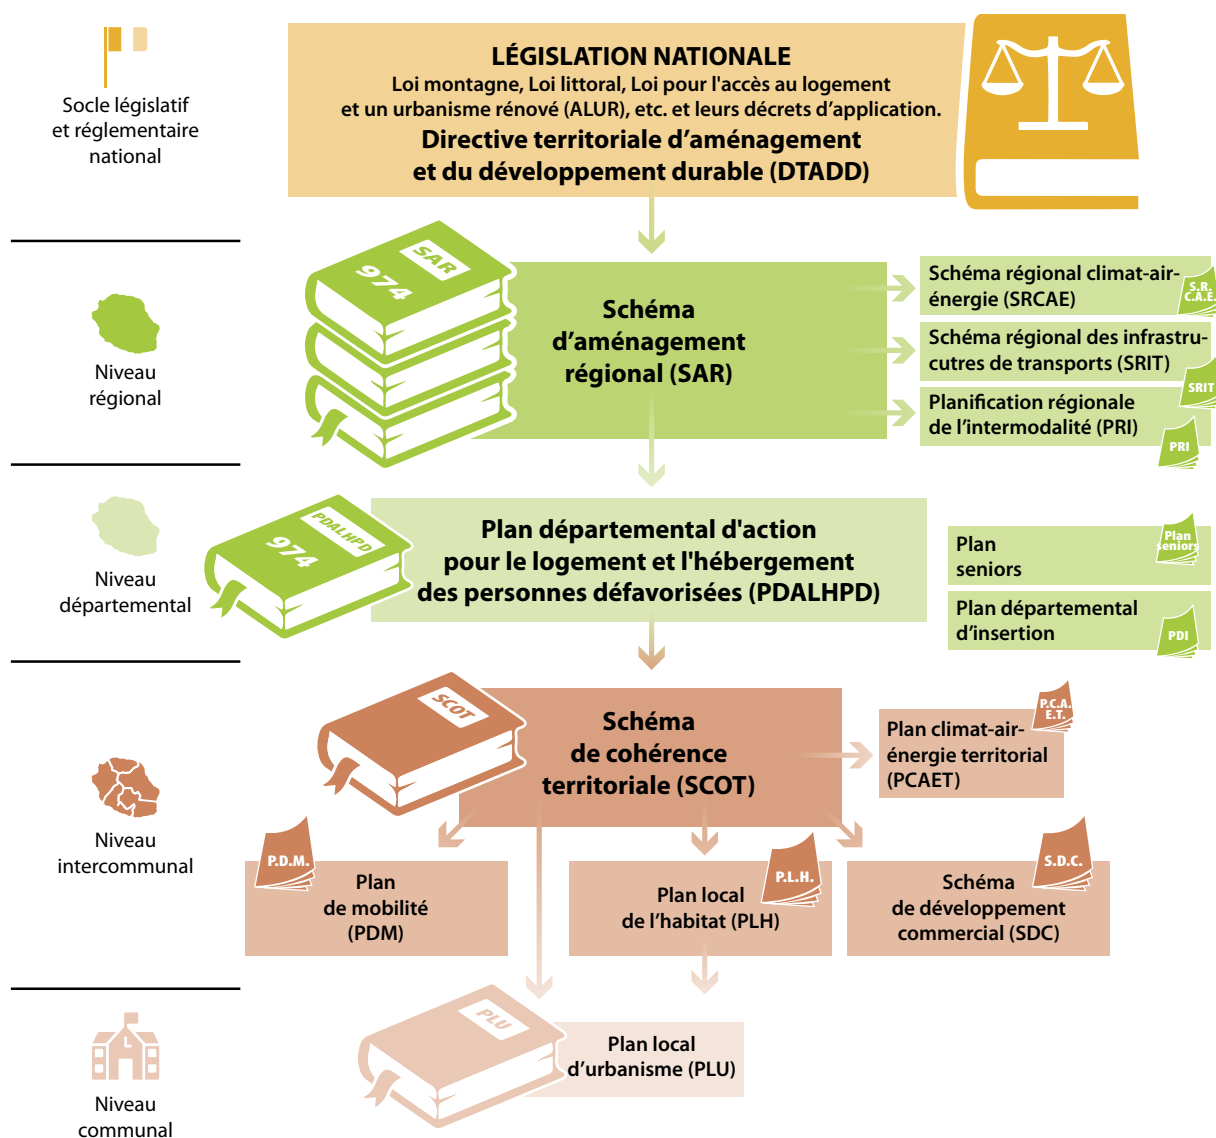 Socle législatif
et réglementaire
national
LÉGISLATION NATIONALE
Loi montagne, Loi littoral, Loi pour l'accès au logement
et un urbanisme rénové (ALUR), etc. et leurs décrets d'application.
Directive territoriale d'aménagement
et du développement durable (DTADD)
Niveau
régional
SAR
974
Schéma
d'aménagement
régional (SAR)
Schéma régional climat-air-
énergie (SRCAE)
S.R.
C.A.E.
Schéma régional des infrastru-
cutres de transports (SRIT)
SRIT
Planification régionale
de l'intermodalité (PRI)
PRI
Niveau
départemental
PDALHPD
974
Plan départemental d'action
pour le logement et l'hébergement
des personnes défavorisées (PDALHPD)
Plan
seniors
Plan
seniors
Plan départemental
d'insertion
PDI
Niveau
intercommunal
SCOT
Schéma
de cohérence
territoriale (SCOT)
P.C.A.
E.T.
Plan climat-air-
énergie territorial
(PCAET)
P.D.M.
Plan
de mobilité
(PDM)
P.L.H.
Plan local
de l'habitat (PLH)
S.D.C.
Schéma
de développement
commercial (SDC)
Niveau
communal
PLU
Plan local
d'urbanisme (PLU)